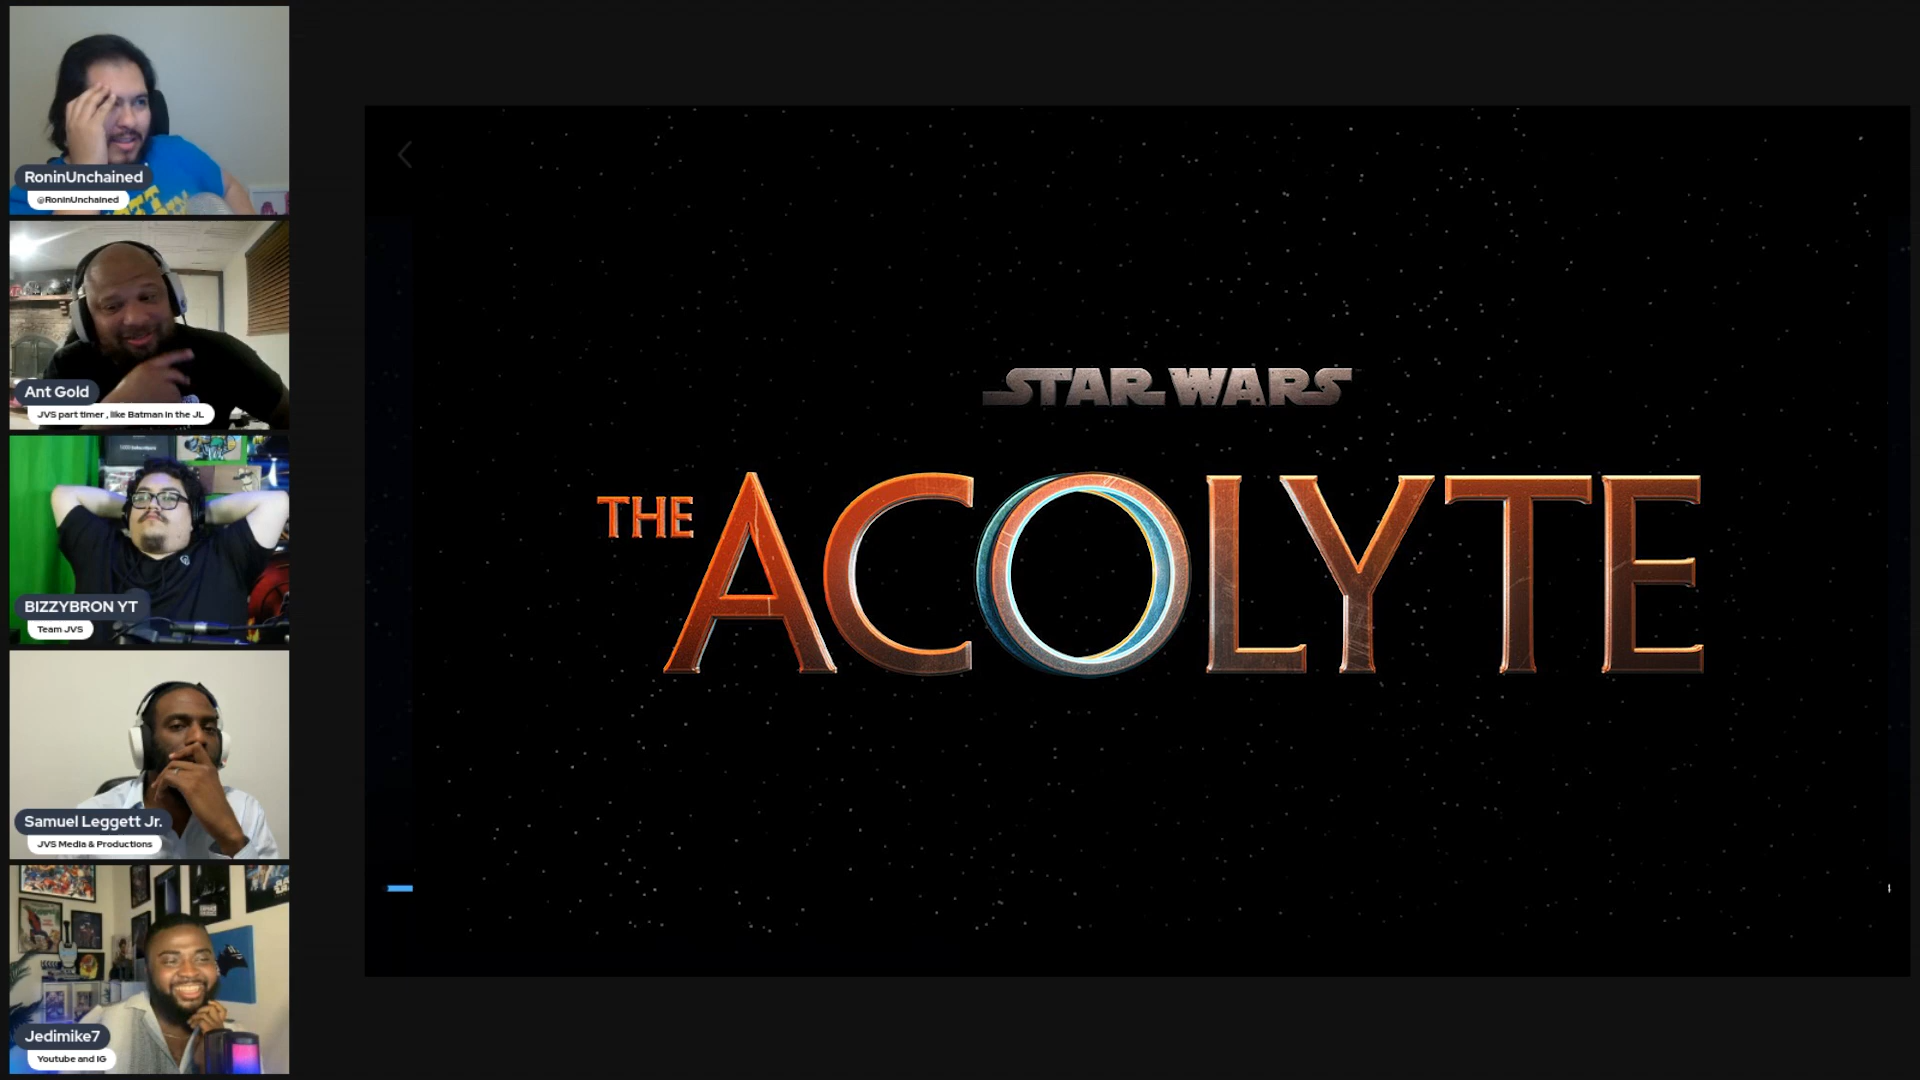 RoninUnchained
@RoninUnchained
Ant Gold
JVS part timer , like Batman in the JL
BIZZYBRON YT
Team JVS
Samuel Leggett Jr.
JVS Media & Productions
Jedimike7
Youtube and IG
STAR WARS
THE ACOLYTE